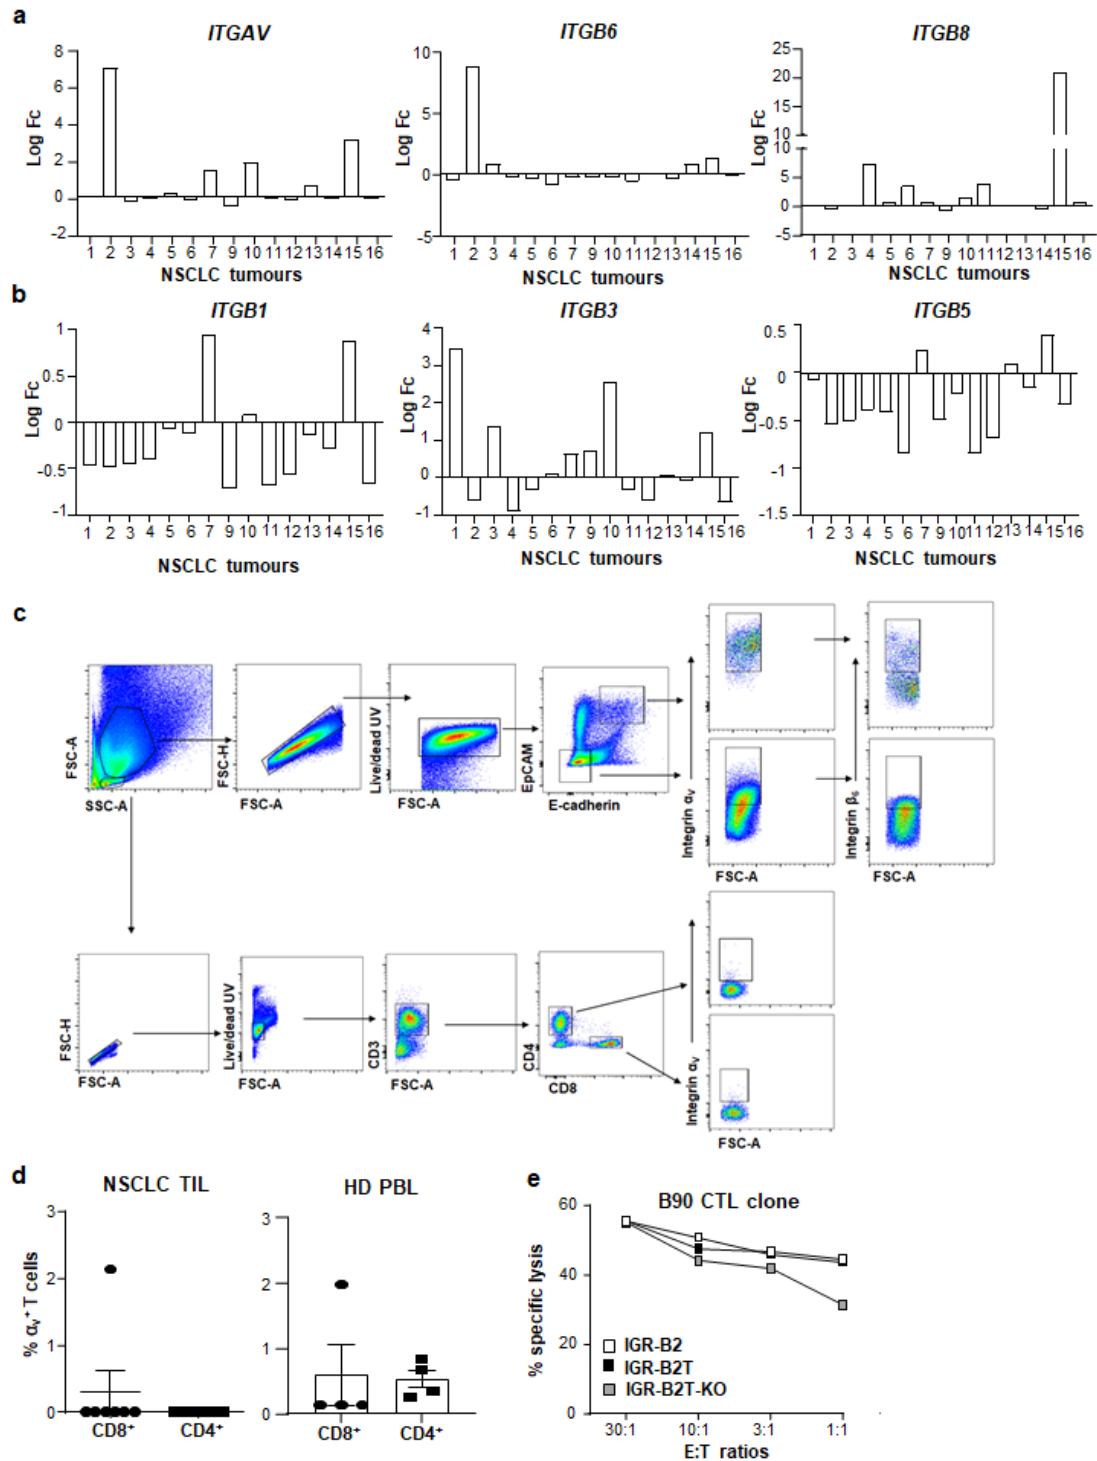 a
ITGAV
ITGB6
ITGB8
Log Fc
8
6
4
2
0
-2
1 2 3 4 5 6 7 9 10 11 12 13 14 15 16
NSCLC tumours
Log Fc
10
5
0
-5
1 2 3 4 5 6 7 9 10 11 12 13 14 15 16
NSCLC tumours
Log Fc
25
20
15
10
10
5
0
-5
1 2 3 4 5 6 7 9 10 11 12 13 14 15 16
NSCLC tumours
b
ITGB1
ITGB3
ITGB5
Log Fc
1
0.5
0
-0.5
-1
1 2 3 4 5 6 7 9 10 11 12 13 14 15 16
NSCLC tumours
Log Fc
4
3
2
1
0
-1
1 2 3 4 5 6 7 9 10 11 12 13 14 15 16
NSCLC tumours
Log Fc
0.5
0
-0.5
-1
-1.5
1 2 3 4 5 6 7 9 10 11 12 13 14 15 16
NSCLC tumours
c
FSC-A
SSC-A
FSC-H
FSC-A
Live/dead UV
FSC-A
EpCAM
E-cadherin
Integrin αV
FSC-A
Integrin β6
FSC-A
FSC-H
FSC-A
Live/dead UV
FSC-A
CD3
FSC-A
CD4
CD8
Integrin αV
FSC-A
d
NSCLC TIL
HD PBL
% αV+ T cells
3
2
1
0
CD8+ CD4+
3
2
1
0
CD8+ CD4+
e
B90 CTL clone
% specific lysis
60
40
20
0
IGR-B2
IGR-B2T
IGR-B2T-KO
30:1 10:1 3:1 1:1
E:T ratios